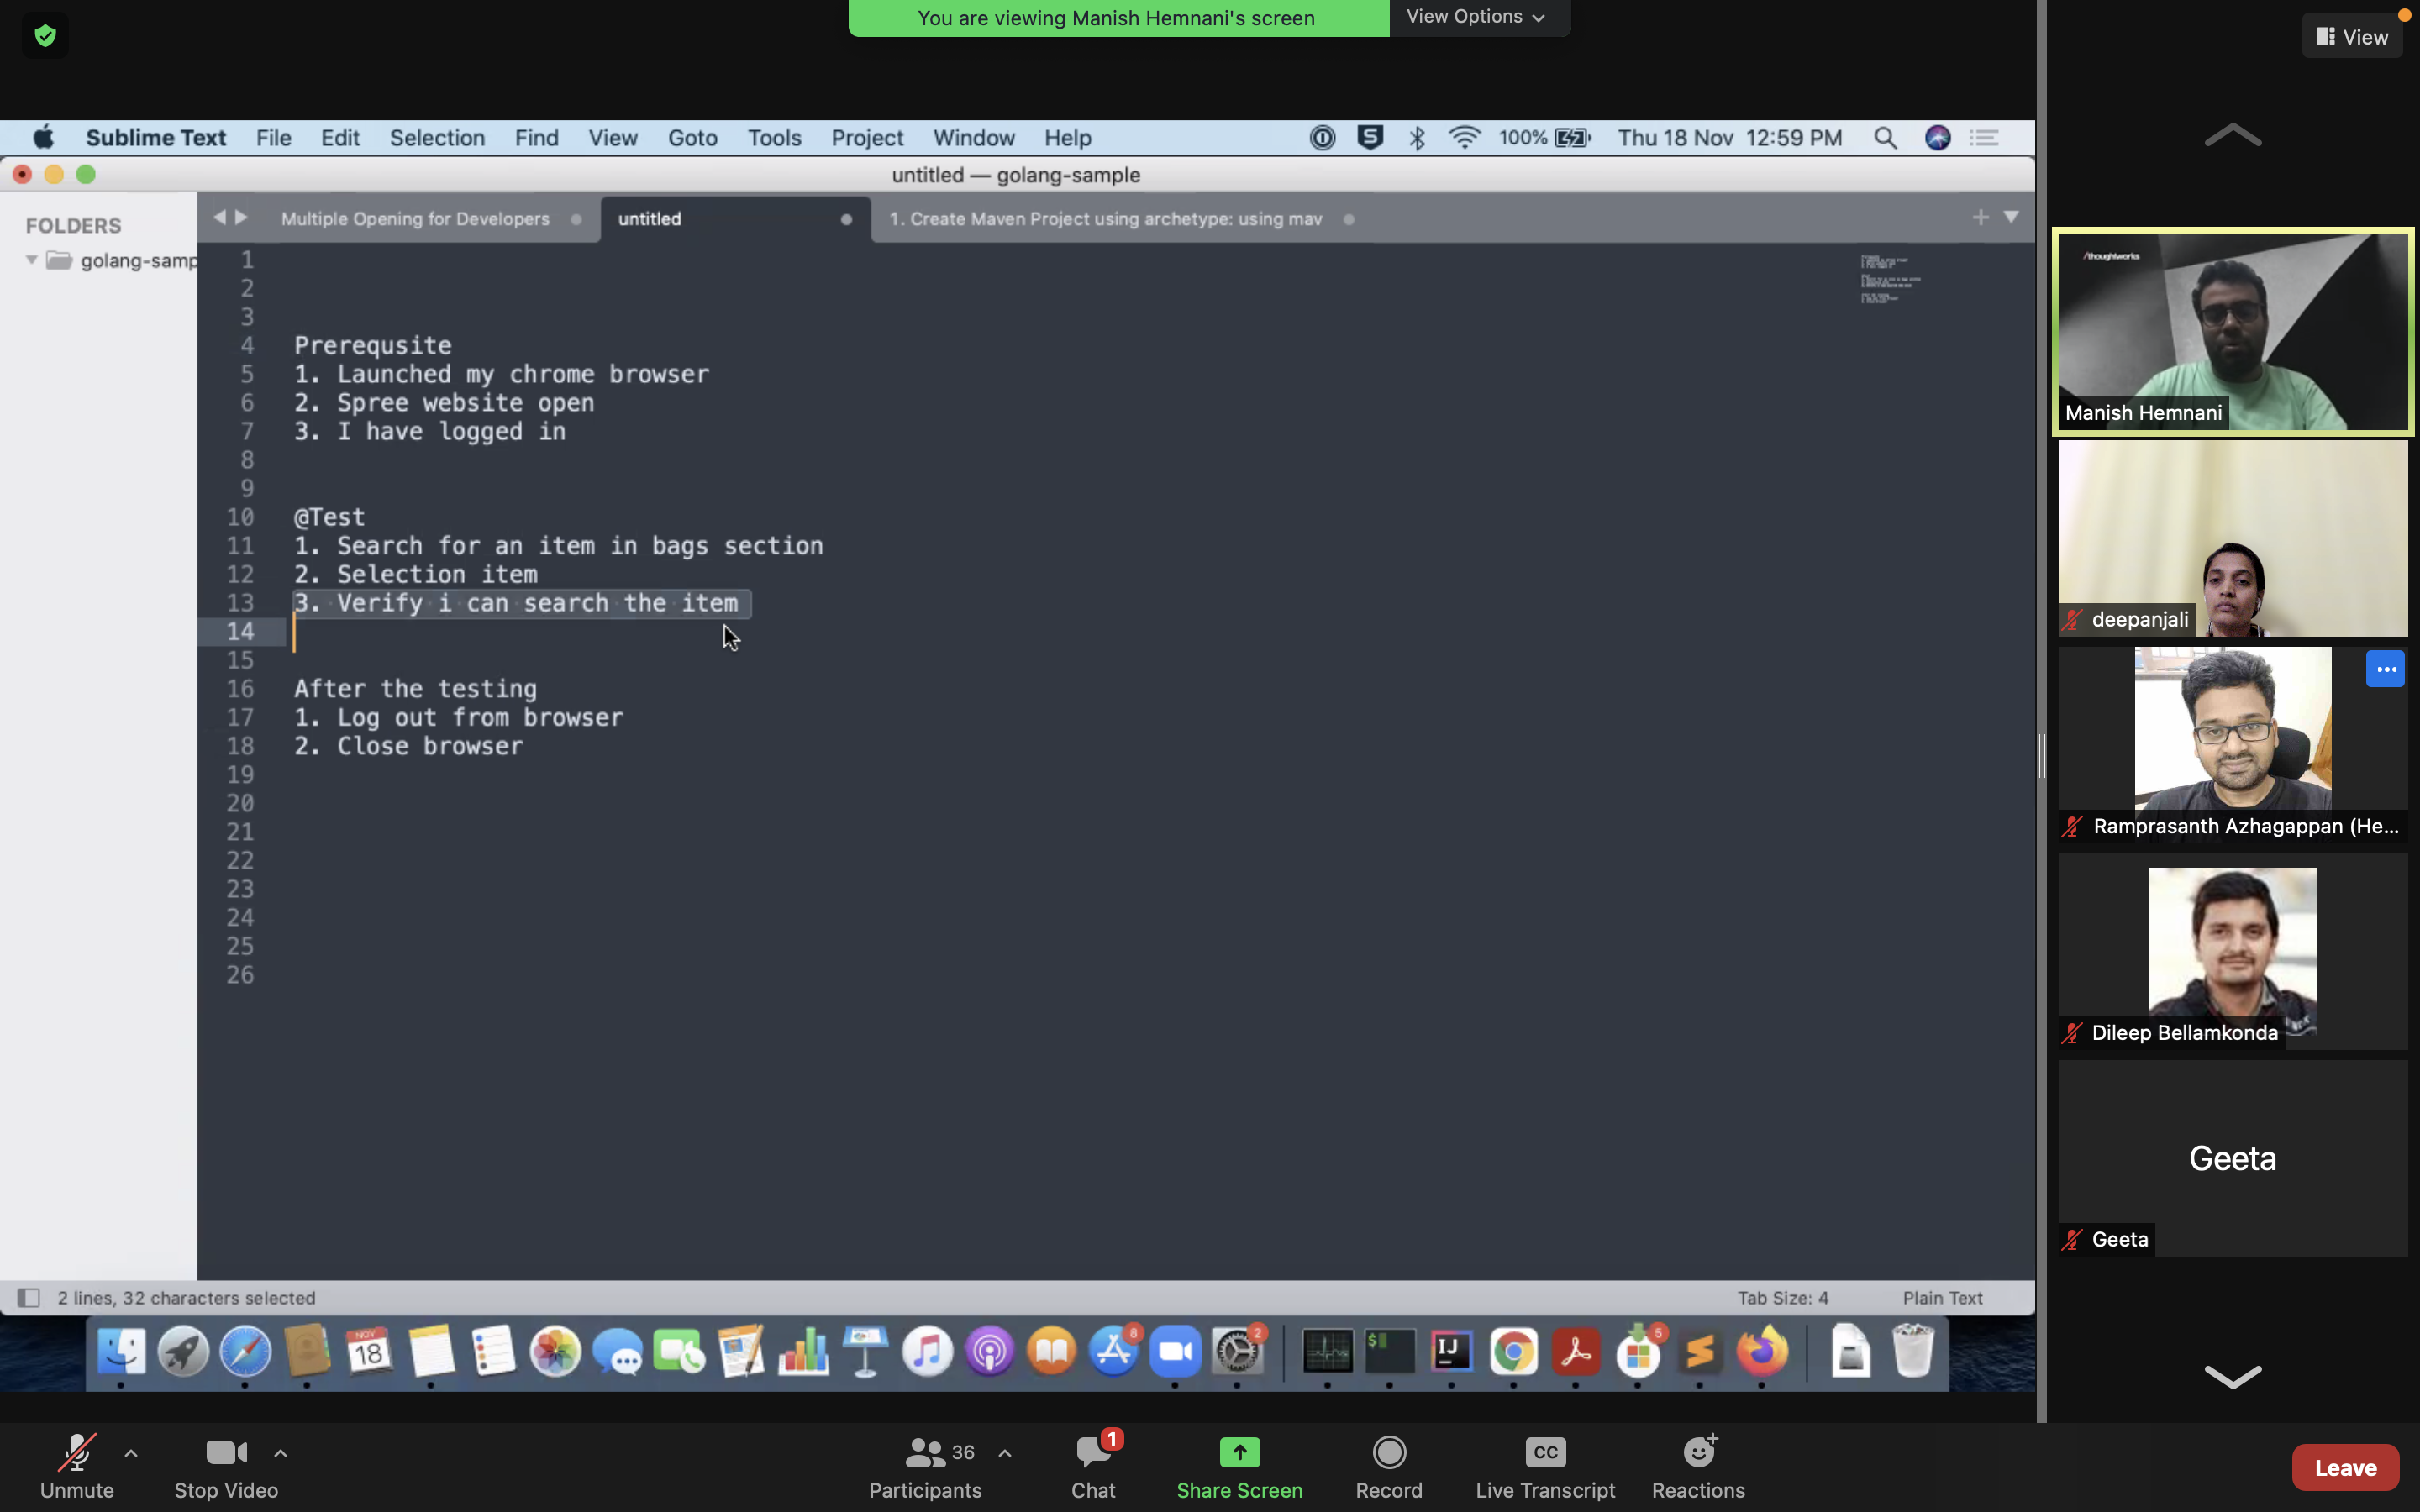 You are viewing Manish Hemnani's screen
View Options
View
Sublime Text File Edit Selection Find View Goto Tools Project Window Help
100% Thu 18 Nov 12:59 PM
untitled — golang-sample
FOLDERS
golang-samp
Multiple Opening for Developers
untitled
1. Create Maven Project using archetype: using mav
1
2
3
4 Prerequsite
5 1. Launched my chrome browser
6 2. Spree website open
7 3. I have logged in
8
9
10 @Test
11 1. Search for an item in bags section
12 2. Selection item
13 3. Verify i can search the item
14
15
16 After the testing
17 1. Log out from browser
18 2. Close browser
19
20
21
22
23
24
25
26
2 lines, 32 characters selected
Tab Size: 4
Plain Text
/thoughtworks
Manish Hemnani
deepanjali
Ramprasanth Azhagappan (He...
Dileep Bellamkonda
Geeta
Geeta
NOV
18
8
2
$
IJ
5
Unmute
Stop Video
36
Participants
1
Chat
Share Screen
Record
CC
Live Transcript
Reactions
Leave